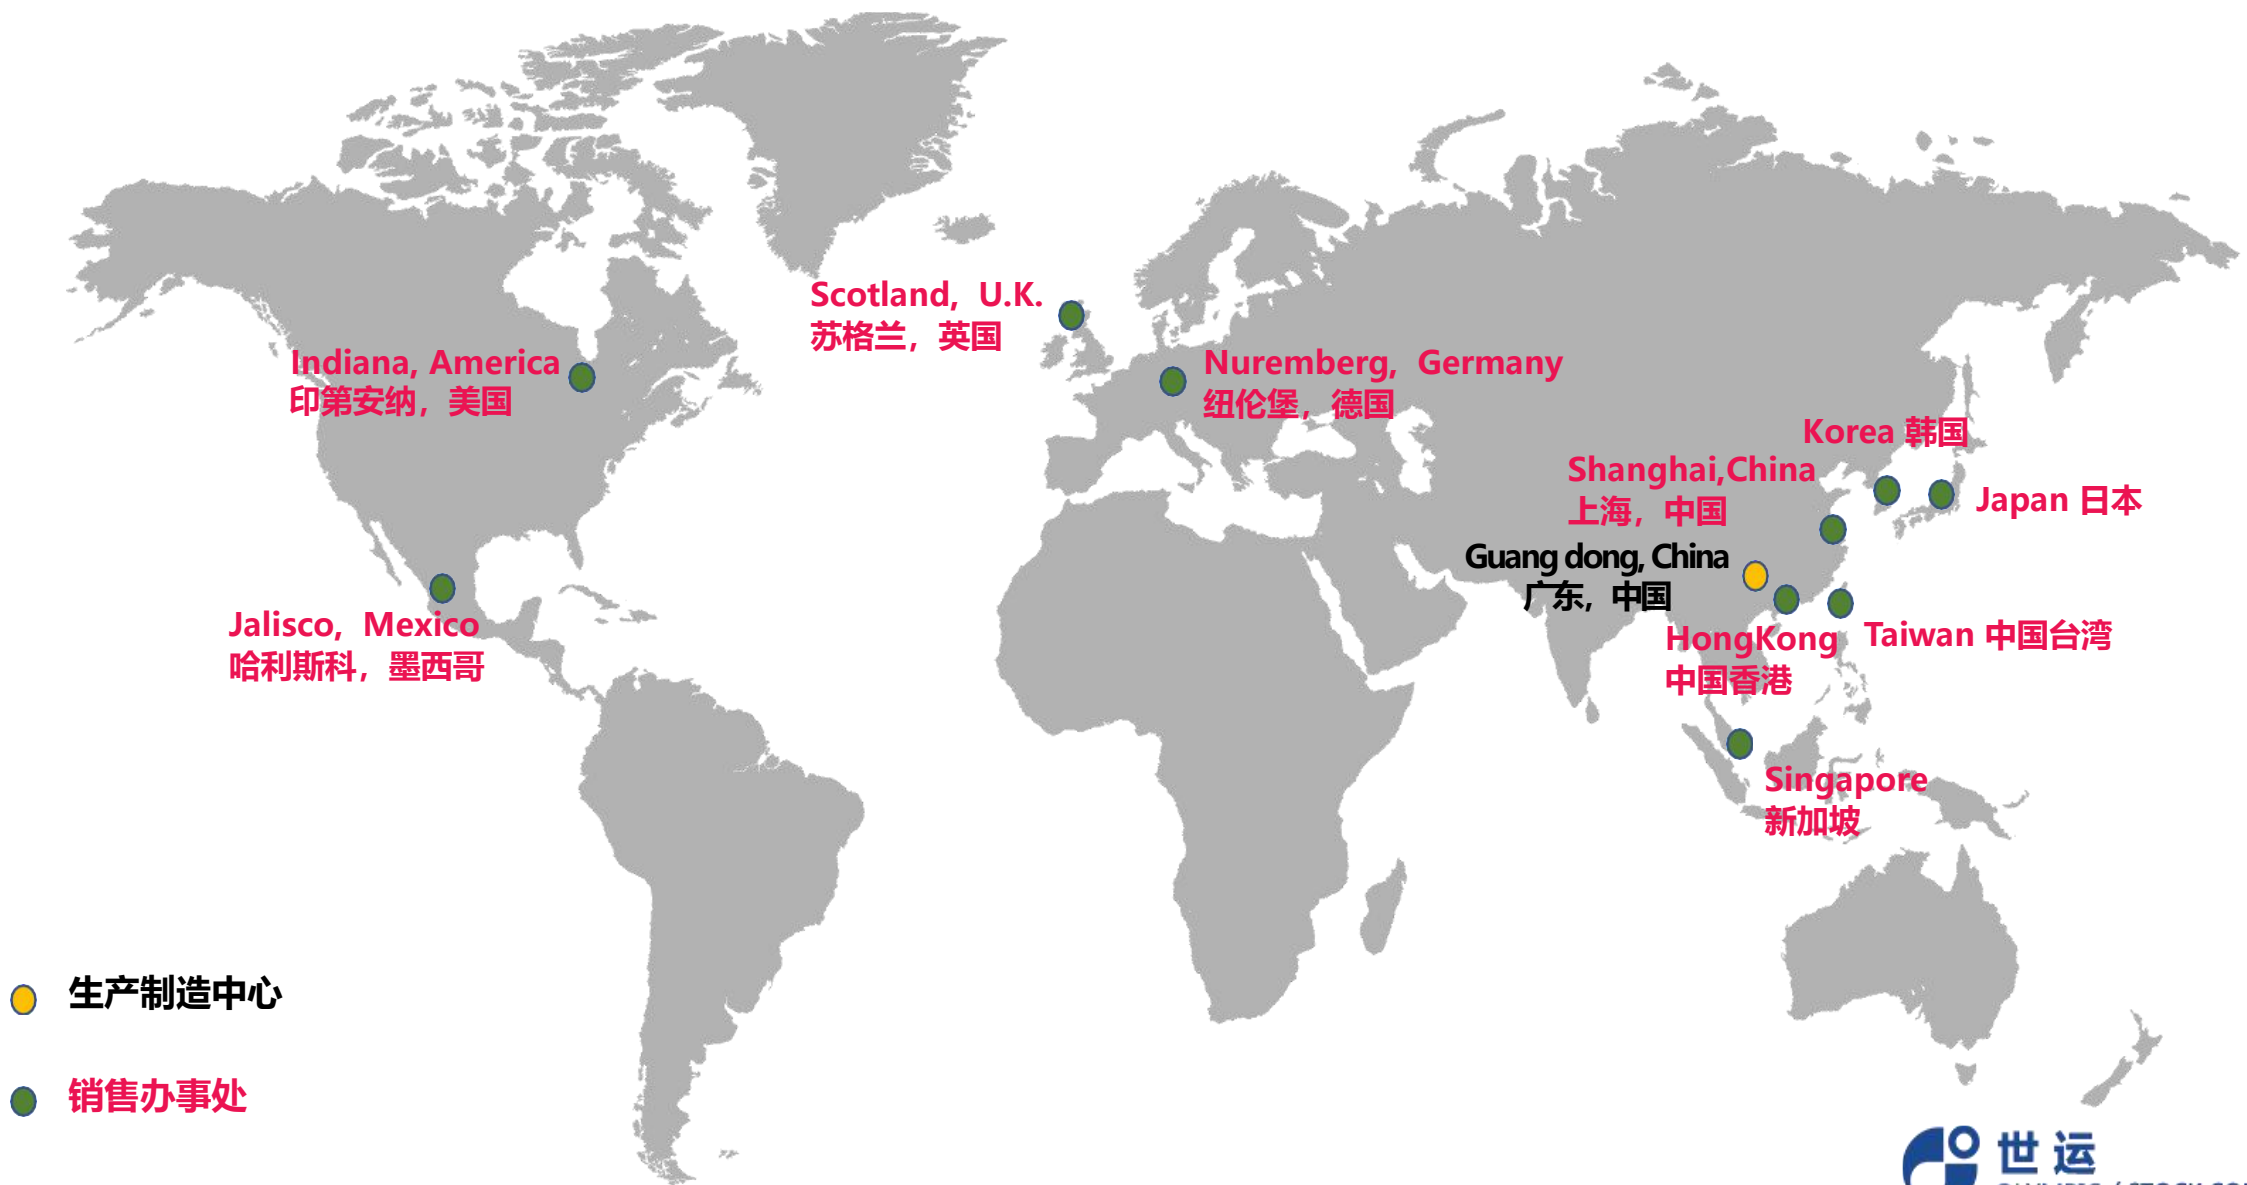 Scotland, U.K.
苏格兰，英国
Indiana, America
印第安纳，美国
Nuremberg, Germany
纽伦堡，德国
Korea 韩国
Shanghai,China
上海，中国
Japan 日本
Guang dong, China
广东，中国
Jalisco, Mexico
哈利斯科，墨西哥
HongKong
中国香港
Taiwan 中国台湾
Singapore
新加坡
生产制造中心
销售办事处
世运